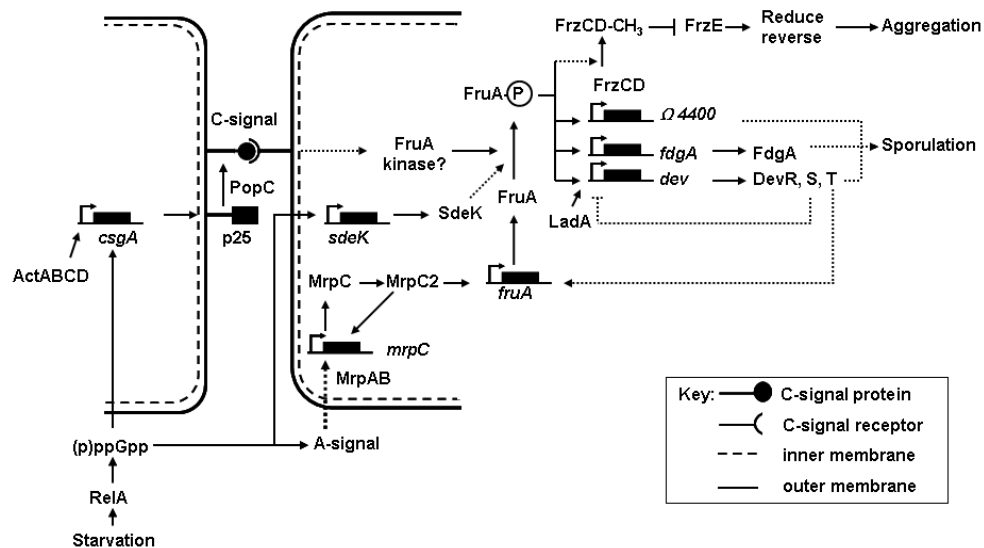 FrzCD-CH3
FrzE
Reduce
reverse
Aggregation
FruA-P
FrzCD
C-signal
Ω 4400
FruA
kinase?
fdgA
FdgA
Sporulation
dev
DevR, S, T
PopC
FruA
LadA
csgA
p25
sdeK
SdeK
ActABCD
MrpC
MrpC2
fruA
mrpC
MrpAB
Key:
C-signal protein
C-signal receptor
inner membrane
outer membrane
(p)ppGpp
A-signal
RelA
Starvation